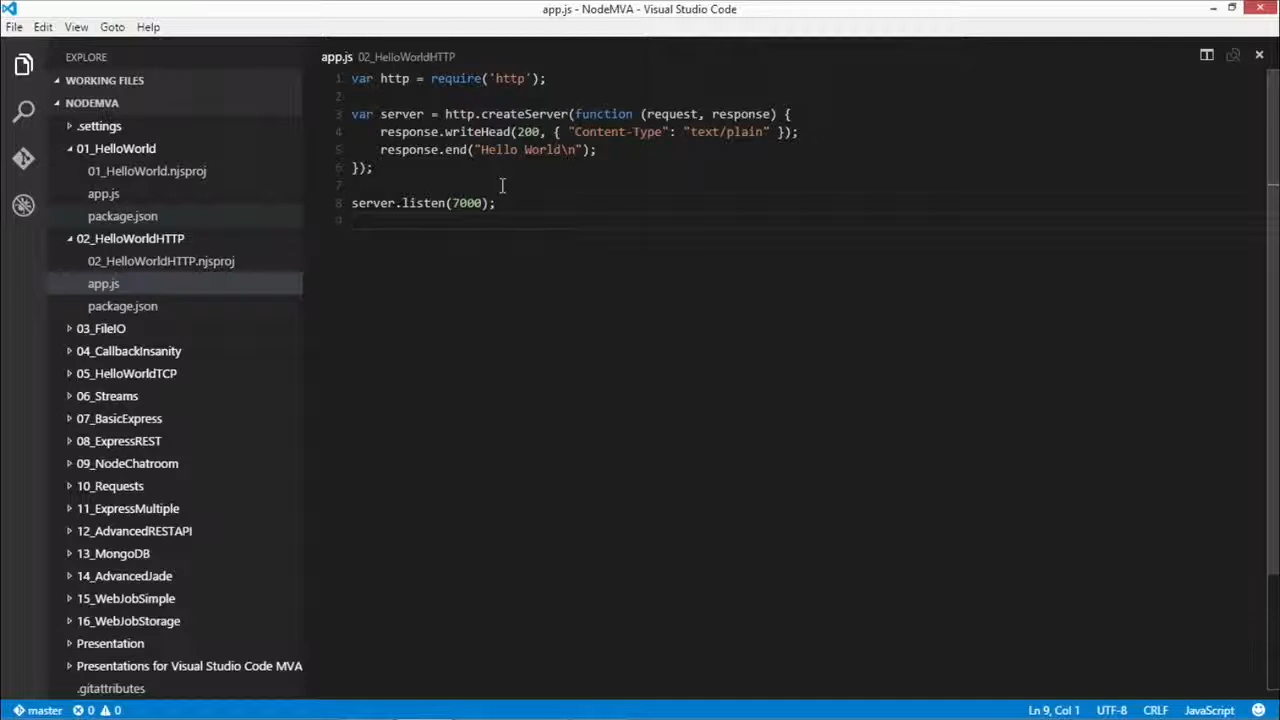 app.js - NodeMVA - Visual Studio Code
File Edit View Goto Help
EXPLORE
WORKING FILES
NODEMVA
.settings
01_HelloWorld
01_HelloWorld.njsproj
app.js
package.json
02_HelloWorldHTTP
02_HelloWorldHTTP.njsproj
app.js
package.json
03_FileIO
04_CallbackInsanity
05_HelloWorldTCP
06_Streams
07_BasicExpress
08_ExpressREST
09_NodeChatroom
10_Requests
11_ExpressMultiple
12_AdvancedRESTAPI
13_MongoDB
14_AdvancedJade
15_WebJobSimple
16_WebJobStorage
Presentation
Presentations for Visual Studio Code MVA
.gitattributes
app.js 02_HelloWorldHTTP
1 var http = require('http');
2
3 var server = http.createServer(function (request, response) {
4 response.writeHead(200, { "Content-Type": "text/plain" });
5 response.end("Hello World\n");
6 });
7
8 server.listen(7000);
9
master 0 0 Ln 9, Col 1 UTF-8 CRLF JavaScript